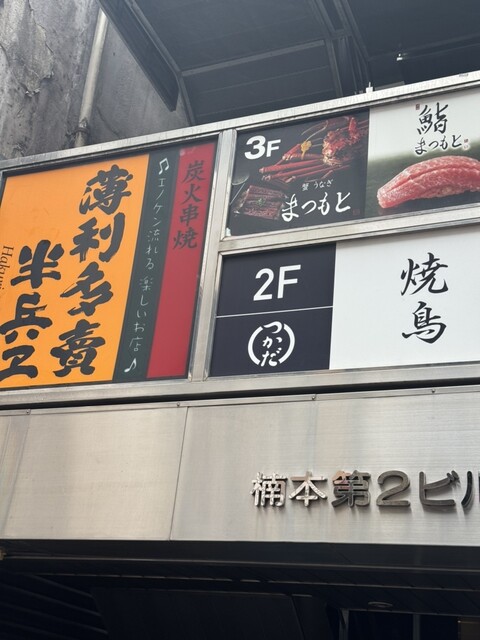 炭火串焼
♪エノケン流れる楽しいお店♪
薄利多賣
半兵ヱ
3F
蟹 うなぎ
まつもと
鮨
まつもと
2F
つかだ
焼鳥
楠本第2ビル